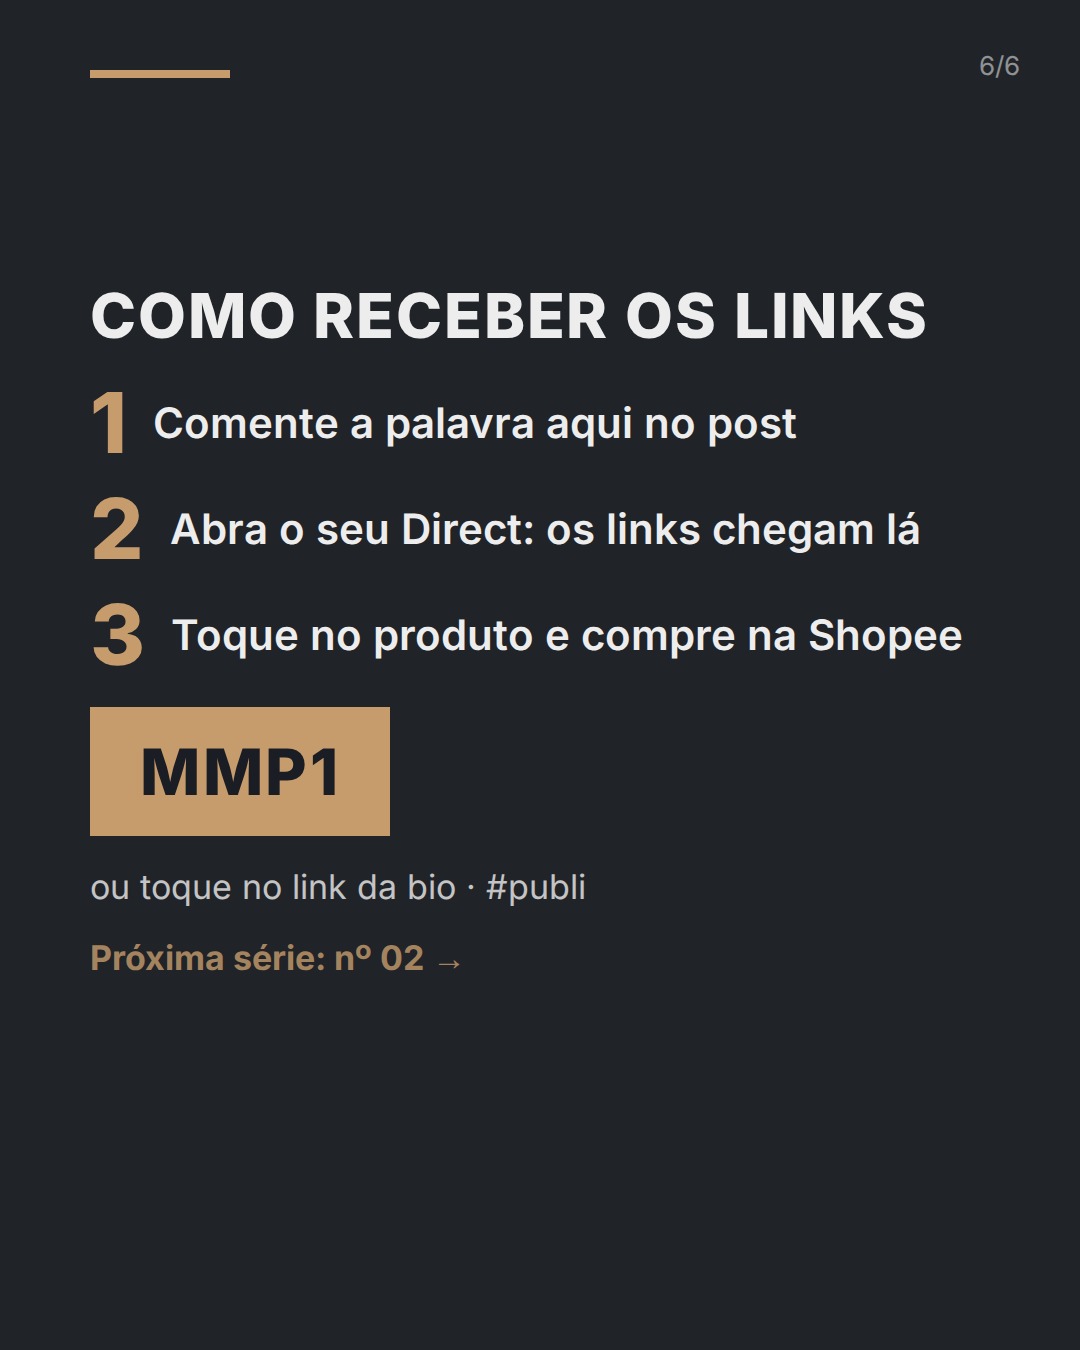 6/6
COMO RECEBER OS LINKS
1 Comente a palavra aqui no post
2 Abra o seu Direct: os links chegam lá
3 Toque no produto e compre na Shopee
MMP1
ou toque no link da bio · #publi
Próxima série: nº 02 →